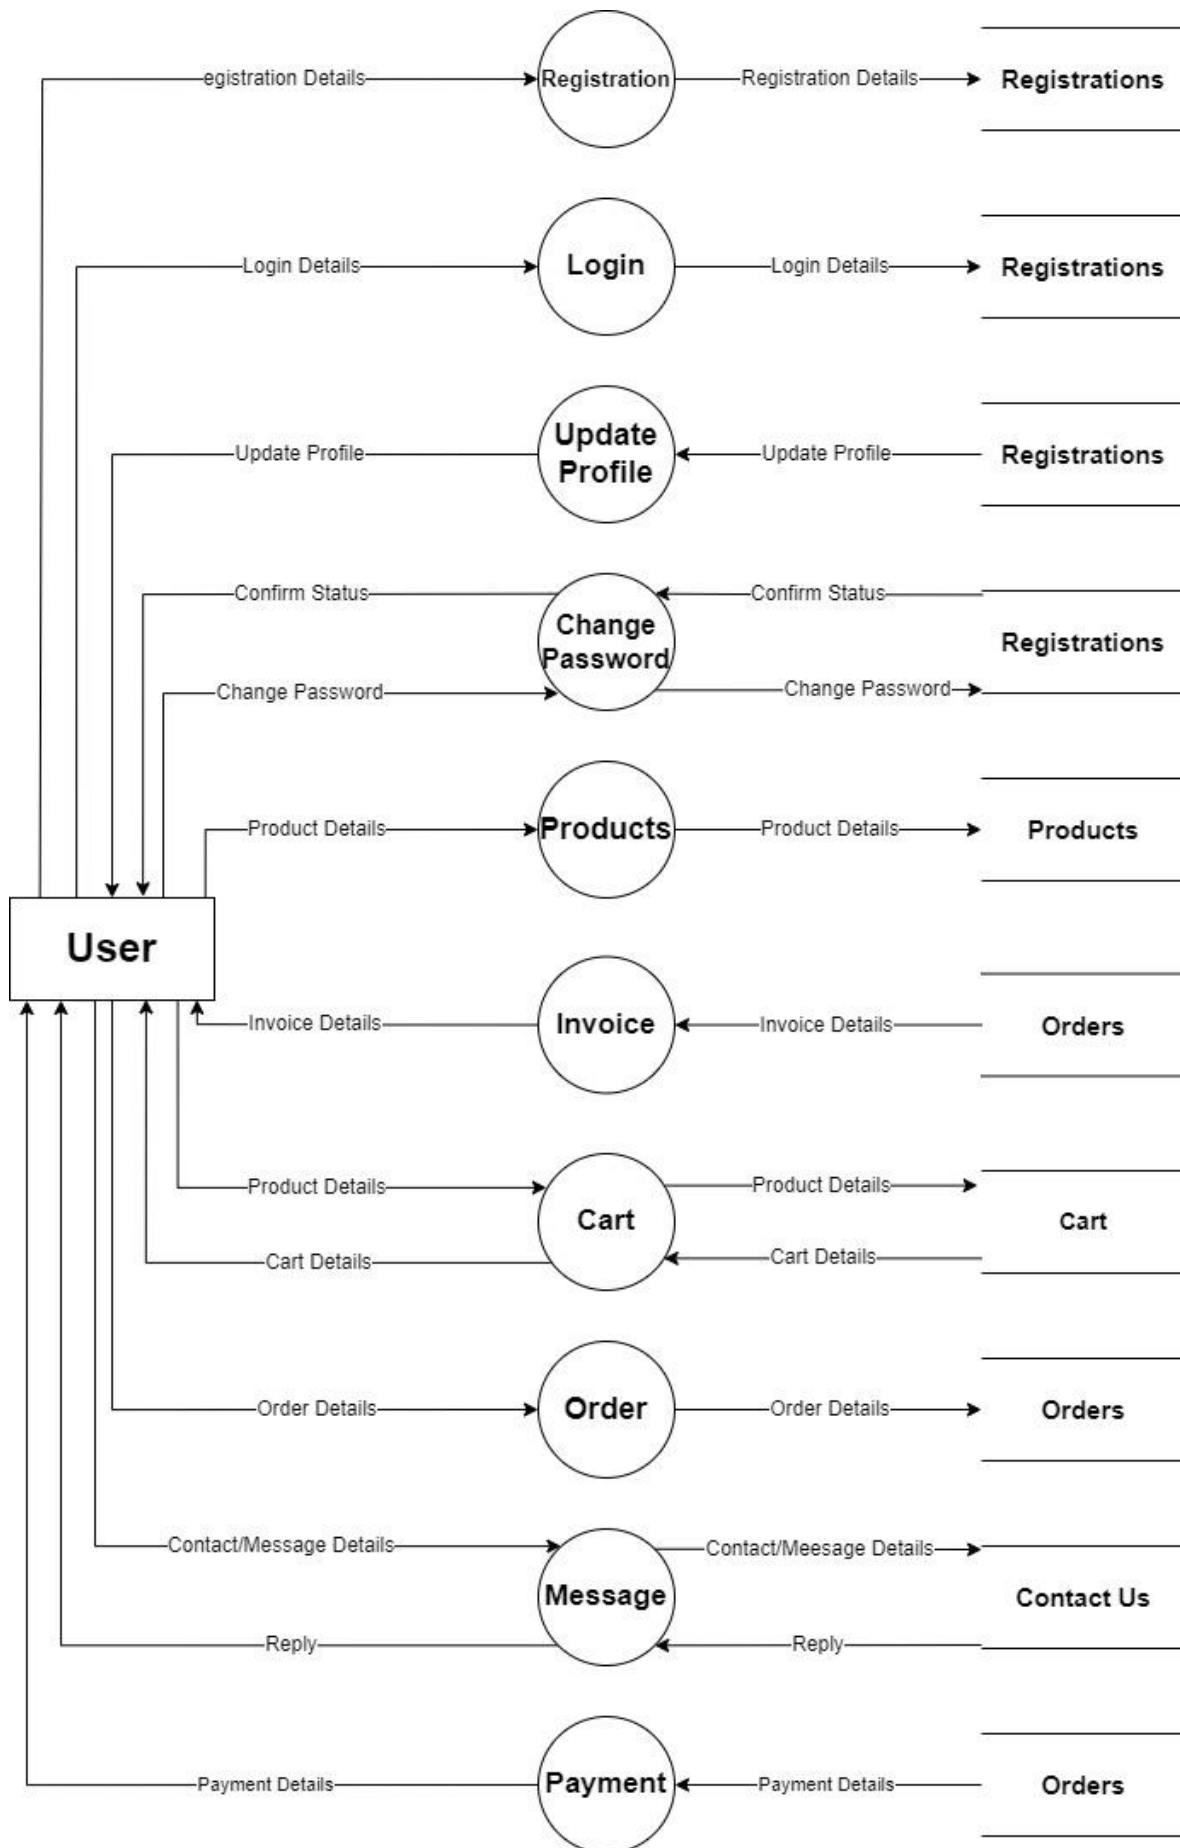 egistration Details
Registration
Registration Details
Registrations
Login Details
Login
Login Details
Registrations
Update Profile
Update
Profile
Update Profile
Registrations
Confirm Status
Confirm Status
Change
Password
Registrations
Change Password
Change Password
Product Details
Products
Product Details
Products
User
Invoice Details
Invoice
Invoice Details
Orders
Product Details
Product Details
Cart
Cart
Cart Details
Cart Details
Order Details
Order
Order Details
Orders
Contact/Message Details
Contact/Meesage Details
Message
Contact Us
Reply
Reply
Payment Details
Payment
Payment Details
Orders